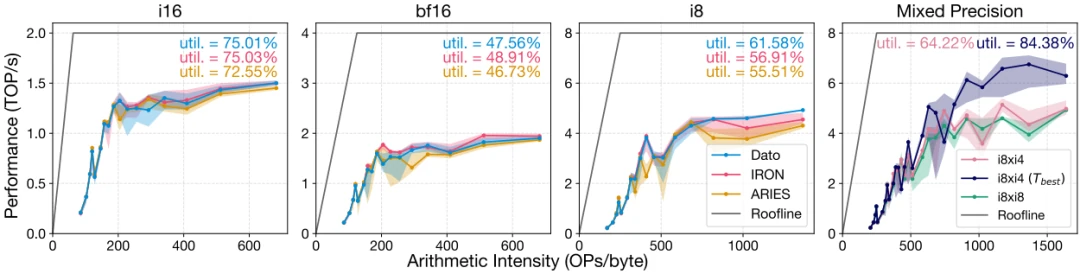 i16
bf16
i8
Mixed Precision
Performance (TOP/s)
2.0
1.5
1.0
0.5
0.0
util. = 75.01%
util. = 75.03%
util. = 72.55%
0
200
400
600
4
3
2
1
0
util. = 47.56%
util. = 48.91%
util. = 46.73%
0
200
400
600
8
6
4
2
0
util. = 61.58%
util. = 56.91%
util. = 55.51%
Dato
IRON
ARIES
Roofline
0
500
1000
8
6
4
2
0
util. = 64.22%
util. = 84.38%
i8xi4
i8xi4 (T_best)
i8xi8
Roofline
0
500
1000
1500
Arithmetic Intensity (OPs/byte)